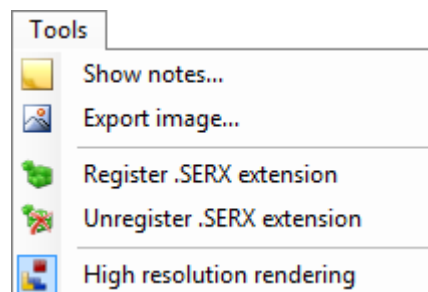 Tools
Show notes...
Export image...
Register .SERX extension
Unregister .SERX extension
High resolution rendering